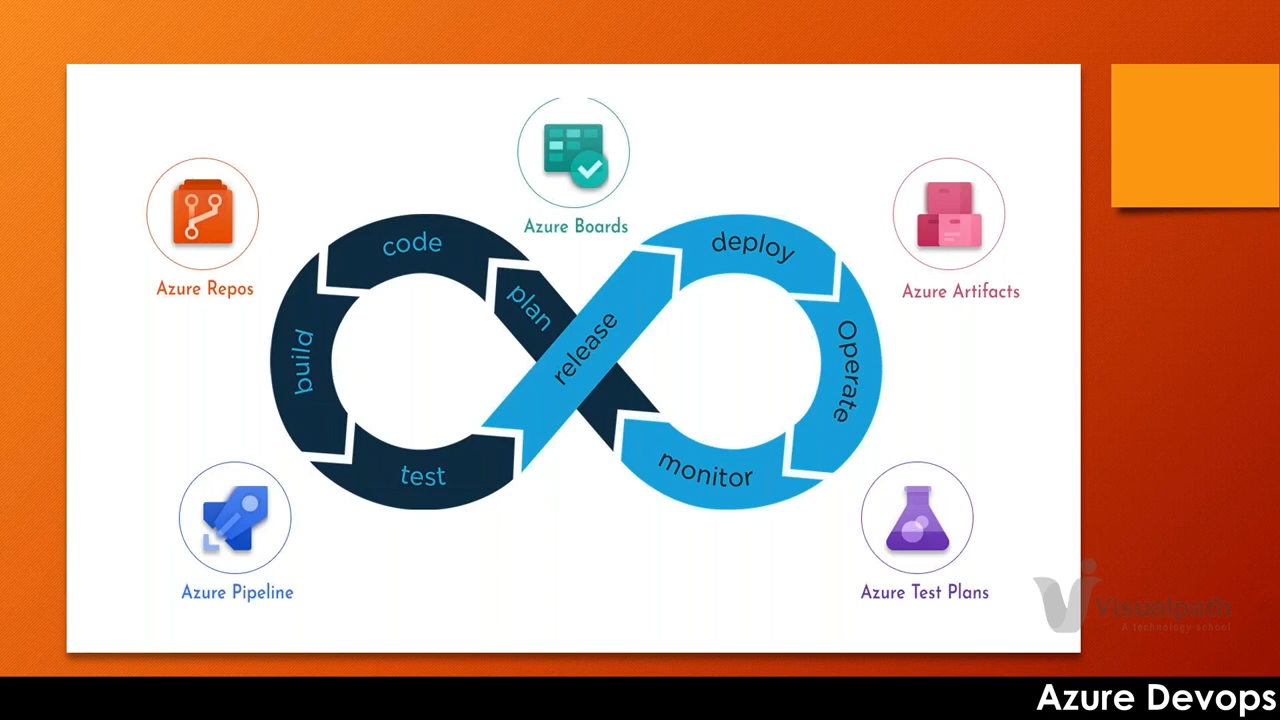 Azure Boards
Azure Repos
Azure Artifacts
code
plan
build
test
release
deploy
Operate
monitor
Azure Pipeline
Azure Test Plans
Visualpath
A technology school
Azure Devops